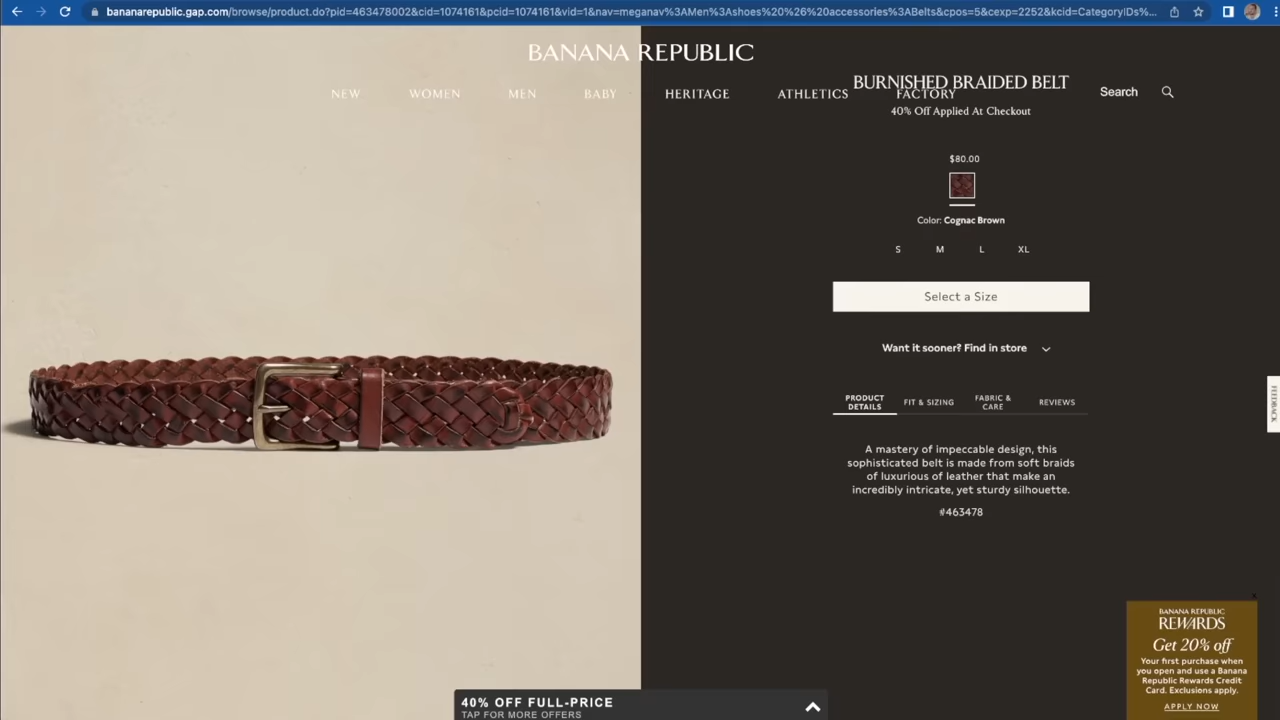 bananarepublic.gap.com/browse/product.do?pid=463478002&cid=1074161&pcid=1074161&vid=1&nav=meganav%3AMen%3Ashoes%20%26%20accessories%3ABelts&cpos=5&cexp=2252&kcid=CategoryIDs%...
BANANA REPUBLIC
NEW WOMEN MEN BABY HERITAGE ATHLETICS FACTORY Search
BURNISHED BRAIDED BELT
40% Off Applied At Checkout
$80.00
Color: Cognac Brown
S M L XL
Select a Size
Want it sooner? Find in store
PRODUCT DETAILS FIT & SIZING FABRIC & CARE REVIEWS
FEEDBACK
A mastery of impeccable design, this
sophisticated belt is made from soft braids
of luxurious of leather that make an
incredibly intricate, yet sturdy silhouette.
#463478
x
BANANA REPUBLIC
REWARDS
Get 20% off
Your first purchase when
you open and use a Banana
Republic Rewards Credit
Card. Exclusions apply.
APPLY NOW
40% OFF FULL-PRICE
TAP FOR MORE OFFERS